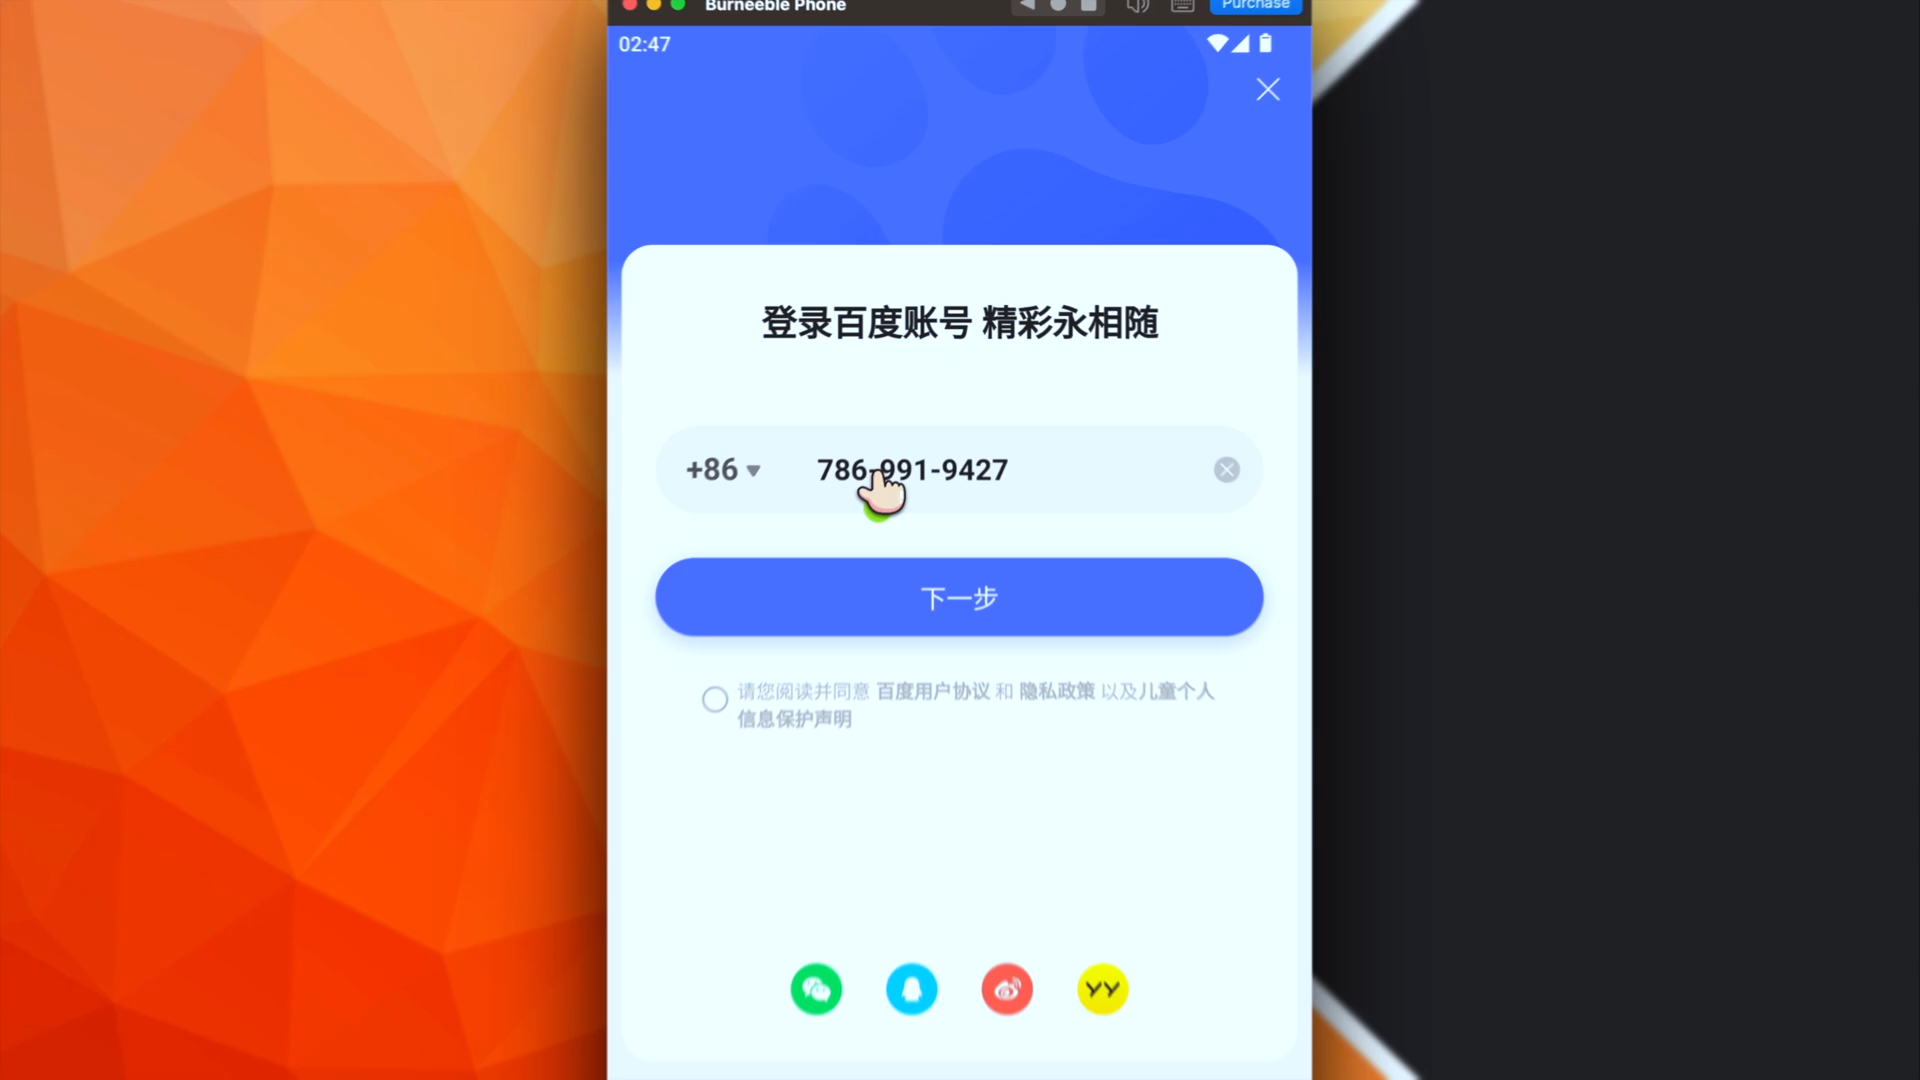 Burneeble Phone
Purchase
02:47
登录百度账号 精彩永相随
+86
786-991-9427
下一步
请您阅读并同意 百度用户协议 和 隐私政策 以及儿童个人
信息保护声明
YY